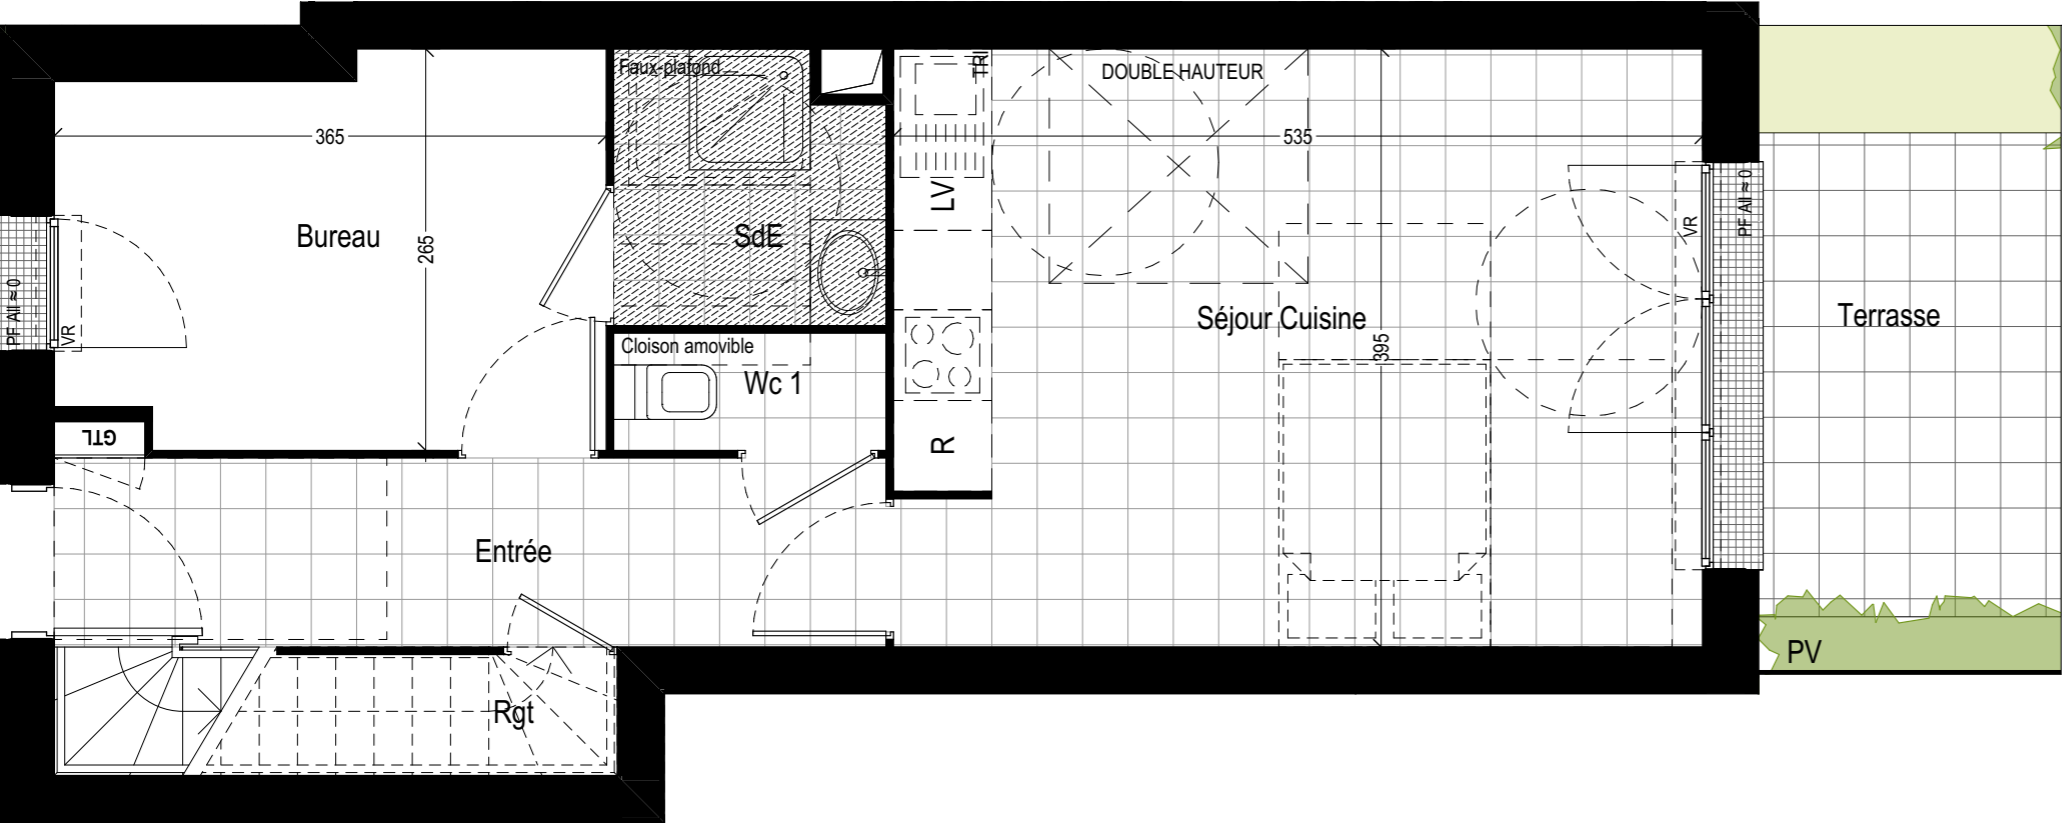 Faux-plafond
TRI
DOUBLE HAUTEUR
365
535
LV
PF All ≈ 0
VR
Bureau
265
SdE
PF All ≈ 0
VR
Séjour Cuisine
Terrasse
395
Cloison amovible
Wc 1
GTL
R
Entrée
PV
Rgt